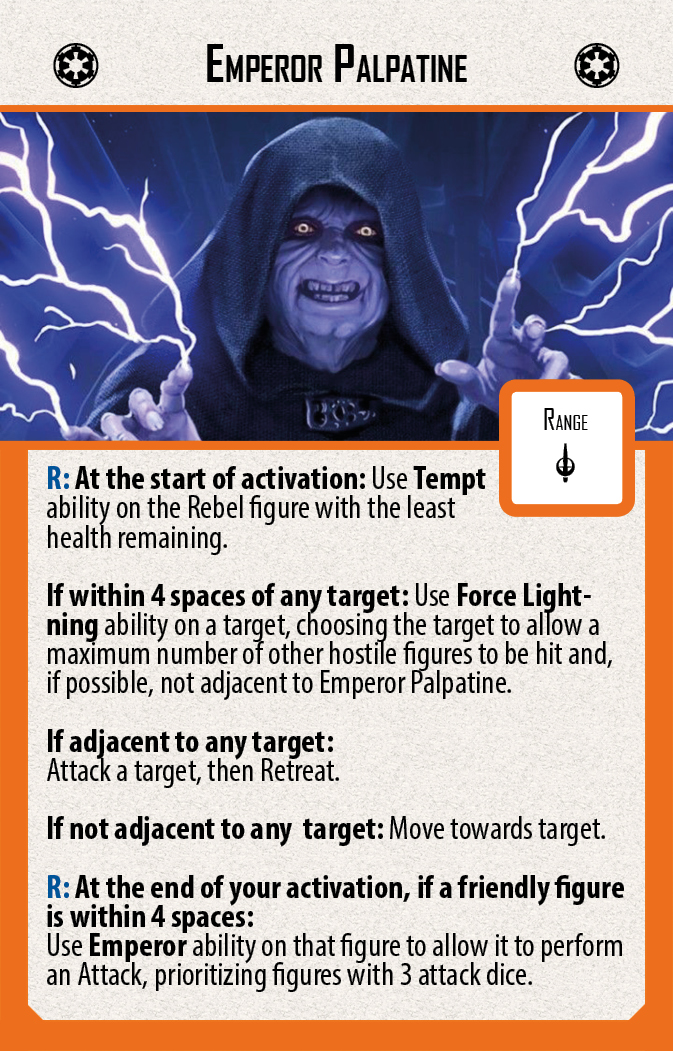 Emperor Palpatine
Range
R: At the start of activation: Use Tempt
ability on the Rebel figure with the least
health remaining.
If within 4 spaces of any target: Use Force Light-
ning ability on a target, choosing the target to allow a
maximum number of other hostile figures to be hit and,
if possible, not adjacent to Emperor Palpatine.
If adjacent to any target:
Attack a target, then Retreat.
If not adjacent to any  target: Move towards target.
R: At the end of your activation, if a friendly figure
is within 4 spaces:
Use Emperor ability on that figure to allow it to perform
an Attack, prioritizing figures with 3 attack dice.